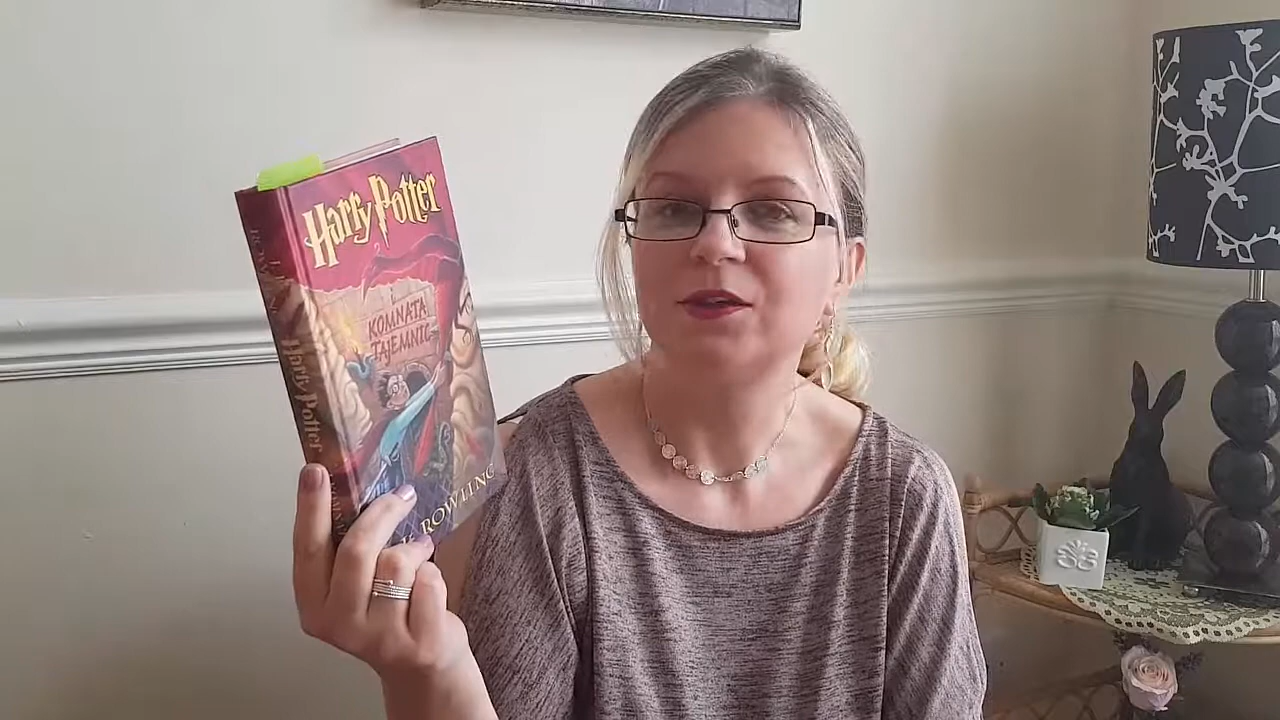 Harry Potter
i
KOMNATA
TAJEMNIC
ROWLING
Harry Potter